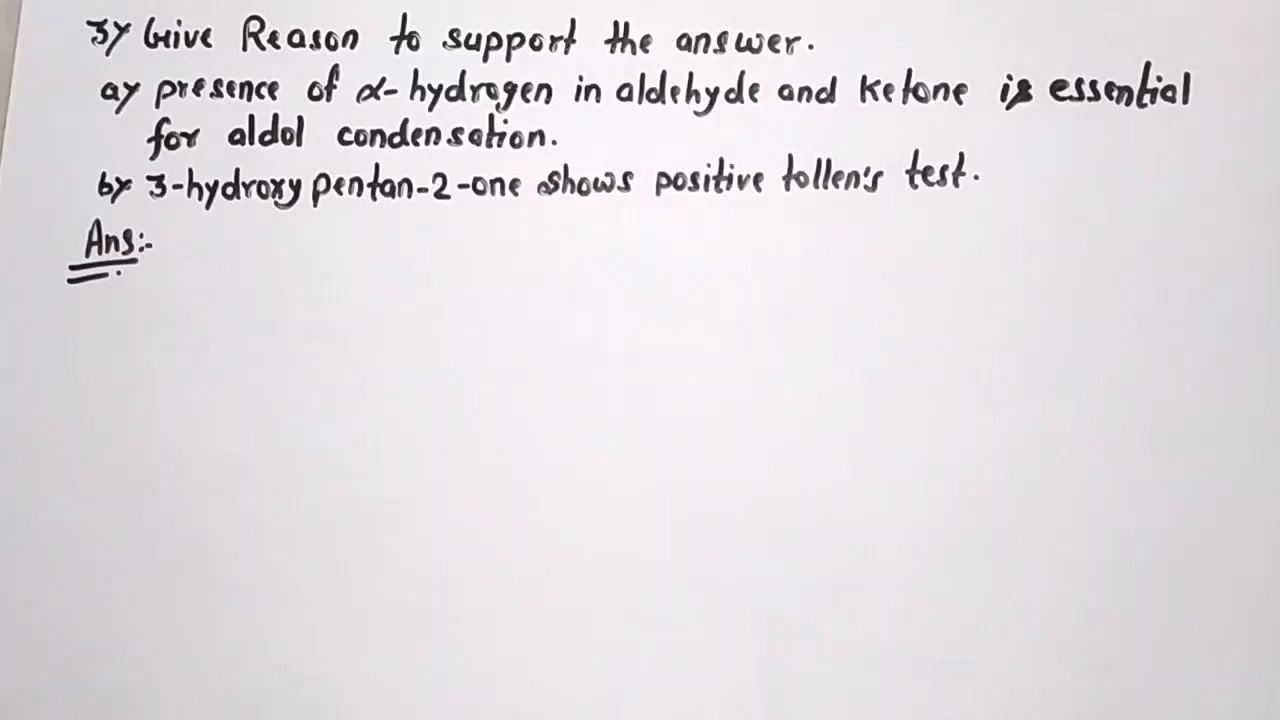 3) Give Reason to support the answer.
a) presence of α-hydrogen in aldehyde and ketone is essential
for aldol condensation.
b) 3-hydroxy pentan-2-one shows positive tollen's test.
Ans:-